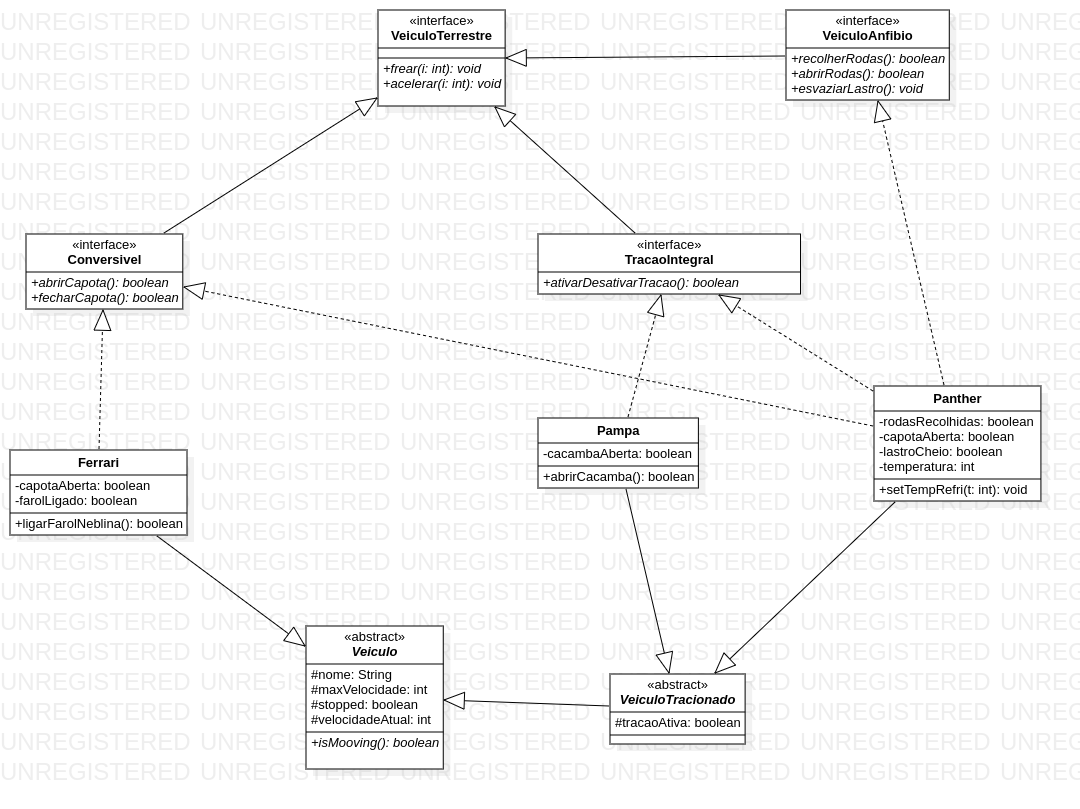 «interface»
VeiculoTerrestre
+frear(i: int): void
+acelerar(i: int): void
«interface»
VeiculoAnfibio
+recolherRodas(): boolean
+abrirRodas(): boolean
+esvaziarLastro(): void
«interface»
Conversivel
+abrirCapota(): boolean
+fecharCapota(): boolean
«interface»
TracaoIntegral
+ativarDesativarTracao(): boolean
Panther
-rodasRecolhidas: boolean
-capotaAberta: boolean
-lastroCheio: boolean
-temperatura: int
+setTempRefri(t: int): void
Pampa
-cacambaAberta: boolean
+abrirCacamba(): boolean
Ferrari
-capotaAberta: boolean
-farolLigado: boolean
+ligarFarolNeblina(): boolean
«abstract»
Veiculo
#nome: String
#maxVelocidade: int
#stopped: boolean
#velocidadeAtual: int
+isMooving(): boolean
«abstract»
VeiculoTracionado
#tracaoAtiva: boolean
UNREGISTERED